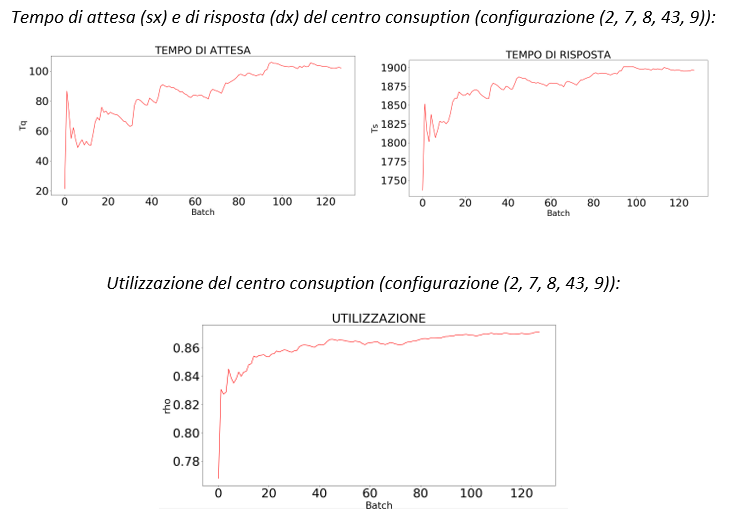 Tempo di attesa (sx) e di risposta (dx) del centro consuption (configurazione (2, 7, 8, 43, 9)):
TEMPO DI ATTESA
100
80
60
40
20
Tq
0 20 40 60 80 100 120
Batch
TEMPO DI RISPOSTA
1900
1875
1850
1825
1800
1775
1750
Ts
0 20 40 60 80 100 120
Batch
Utilizzazione del centro consuption (configurazione (2, 7, 8, 43, 9)):
UTILIZZAZIONE
0.86
0.84
0.82
0.80
0.78
rho
0 20 40 60 80 100 120
Batch